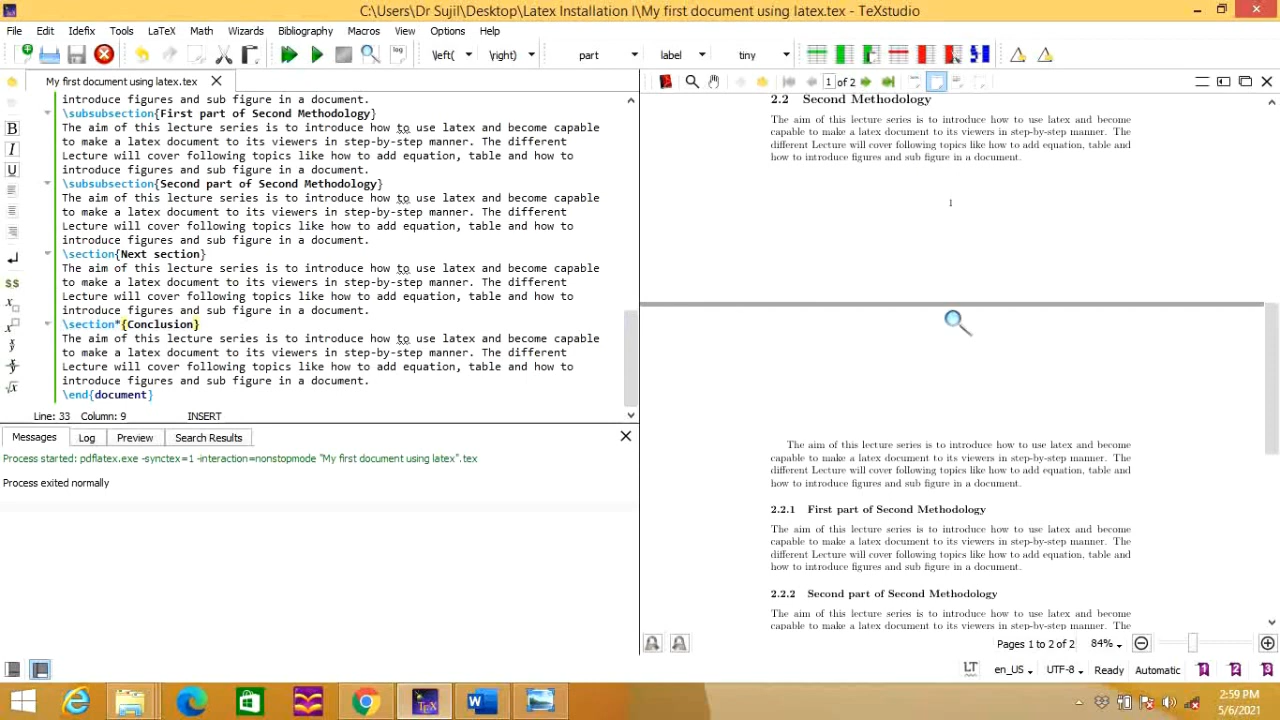 C:\Users\Dr Sujil\Desktop\Latex Installation I\My first document using latex.tex - TeXstudio
File Edit Idefix Tools LaTeX Math Wizards Bibliography Macros View Options Help
\left( \right) part label tiny
My first document using latex.tex
1 of 2
introduce figures and sub figure in a document.
\subsubsection{First part of Second Methodology}
The aim of this lecture series is to introduce how to use latex and become capable
to make a latex document to its viewers in step-by-step manner. The different
Lecture will cover following topics like how to add equation, table and how to
introduce figures and sub figure in a document.
\subsubsection{Second part of Second Methodology}
The aim of this lecture series is to introduce how to use latex and become capable
to make a latex document to its viewers in step-by-step manner. The different
Lecture will cover following topics like how to add equation, table and how to
introduce figures and sub figure in a document.
\section{Next section}
The aim of this lecture series is to introduce how to use latex and become capable
to make a latex document to its viewers in step-by-step manner. The different
Lecture will cover following topics like how to add equation, table and how to
introduce figures and sub figure in a document.
\section*{Conclusion}
The aim of this lecture series is to introduce how to use latex and become capable
to make a latex document to its viewers in step-by-step manner. The different
Lecture will cover following topics like how to add equation, table and how to
introduce figures and sub figure in a document.
\end{document}
Line: 33 Column: 9 INSERT
Messages Log Preview Search Results
Process started: pdflatex.exe -synctex=1 -interaction=nonstopmode "My first document using latex".tex
Process exited normally
2.2 Second Methodology
The aim of this lecture series is to introduce how to use latex and become
capable to make a latex document to its viewers in step-by-step manner. The
different Lecture will cover following topics like how to add equation, table and
how to introduce figures and sub figure in a document.
1
The aim of this lecture series is to introduce how to use latex and become
capable to make a latex document to its viewers in step-by-step manner. The
different Lecture will cover following topics like how to add equation, table and
how to introduce figures and sub figure in a document.
2.2.1 First part of Second Methodology
The aim of this lecture series is to introduce how to use latex and become
capable to make a latex document to its viewers in step-by-step manner. The
different Lecture will cover following topics like how to add equation, table and
how to introduce figures and sub figure in a document.
2.2.2 Second part of Second Methodology
The aim of this lecture series is to introduce how to use latex and become
capable to make a latex document to its viewers in step-by-step manner. The
Pages 1 to 2 of 2 84%
LT en_US UTF-8 Ready Automatic 1 2 3
2:59 PM
5/6/2021